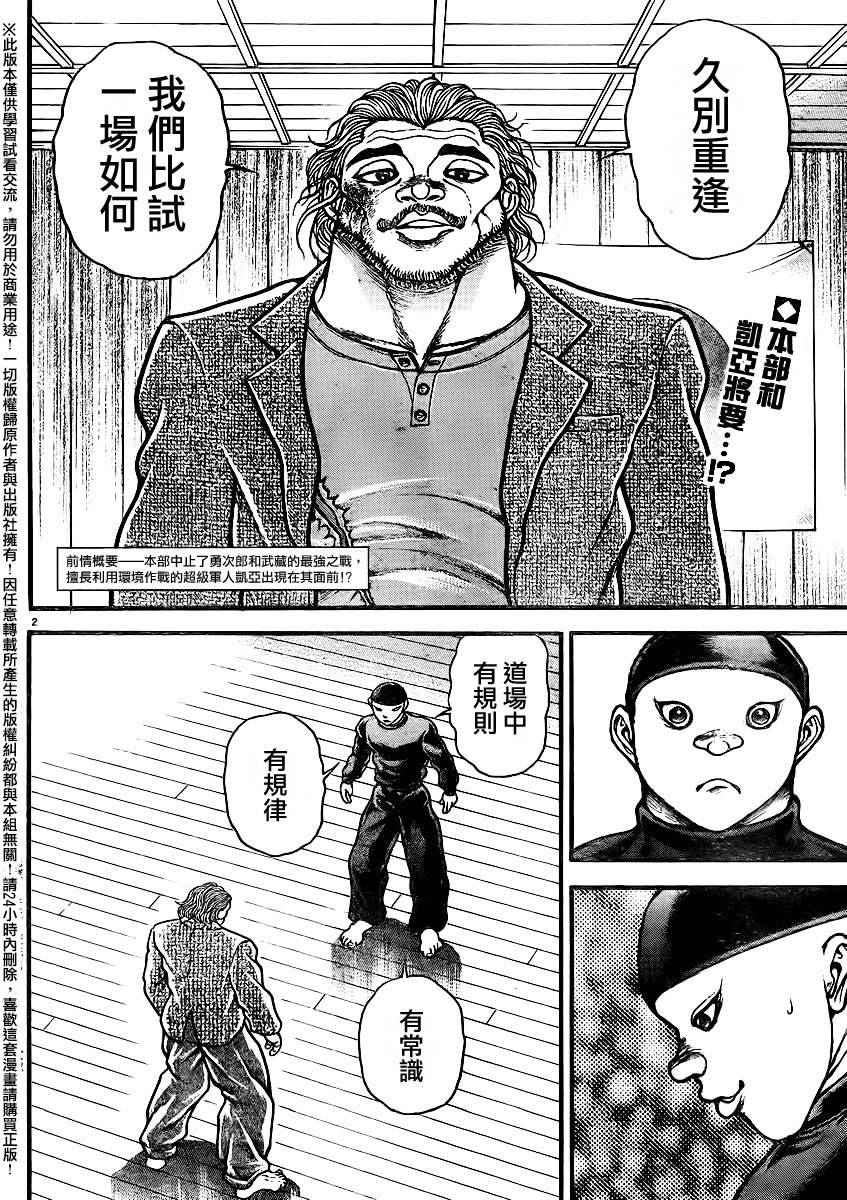 久別重逢
我們比試
一場如何
◆本部和
凱亞將要…!?
前情概要——本部中止了勇次郎和武藏的最強之戰，
擅長利用環境作戰的超級軍人凱亞出現在其面前!?
2
道場中
有規則
有規律
有常識
※此版本僅供學習試看交流，請勿用於商業用途！一切版權歸原作者與出版社擁有！因任意轉載所產生的版權糾紛都與本組無關！請24小時內刪除，喜歡這套漫畫請購買正版！